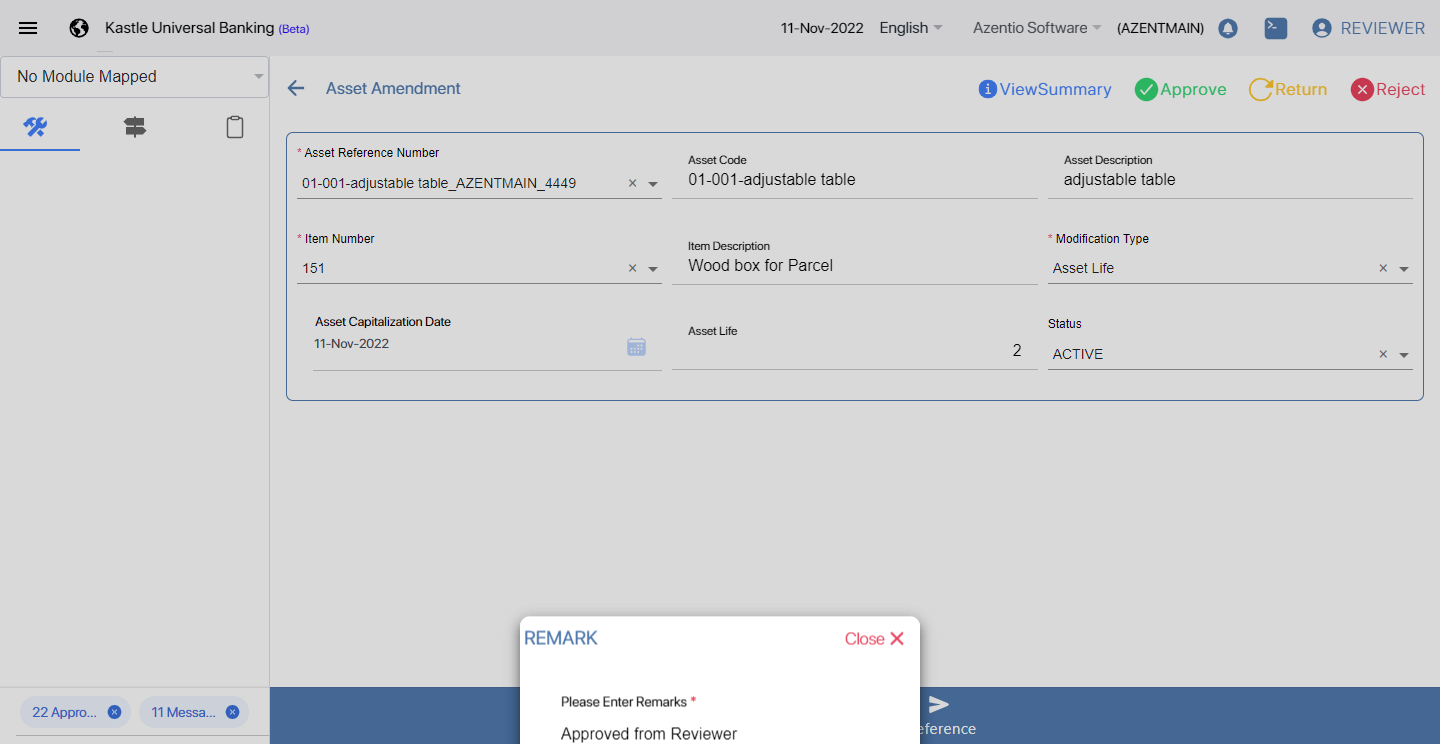 Kastle Universal Banking (Beta)
11-Nov-2022
English
Azentio Software
(AZENTMAIN)
REVIEWER
No Module Mapped
Asset Amendment
ViewSummary
Approve
Return
Reject
* Asset Reference Number
01-001-adjustable table_AZENTMAIN_4449
Asset Code
01-001-adjustable table
Asset Description
adjustable table
* Item Number
151
Item Description
Wood box for Parcel
* Modification Type
Asset Life
Asset Capitalization Date
11-Nov-2022
Asset Life
2
Status
ACTIVE
REMARK
Close
Please Enter Remarks *
Approved from Reviewer
22 Appro...
11 Messa...
eference